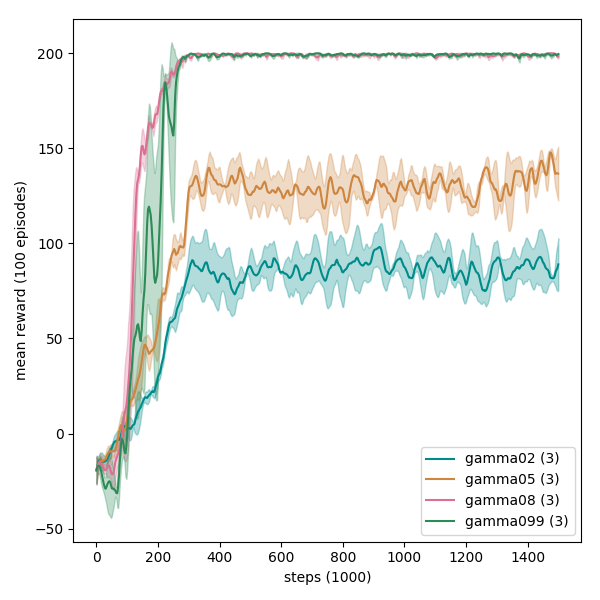 200
150
100
50
0
−50
mean reward (100 episodes)
gamma02 (3)
gamma05 (3)
gamma08 (3)
gamma099 (3)
0 200 400 600 800 1000 1200 1400
steps (1000)